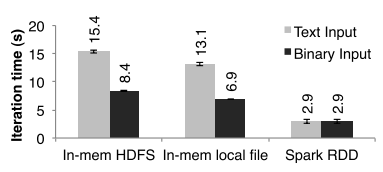 Iteration time (s)
20
15
10
5
0
15.4
8.4
13.1
6.9
2.9
2.9
Text Input
Binary Input
In-mem HDFS
In-mem local file
Spark RDD